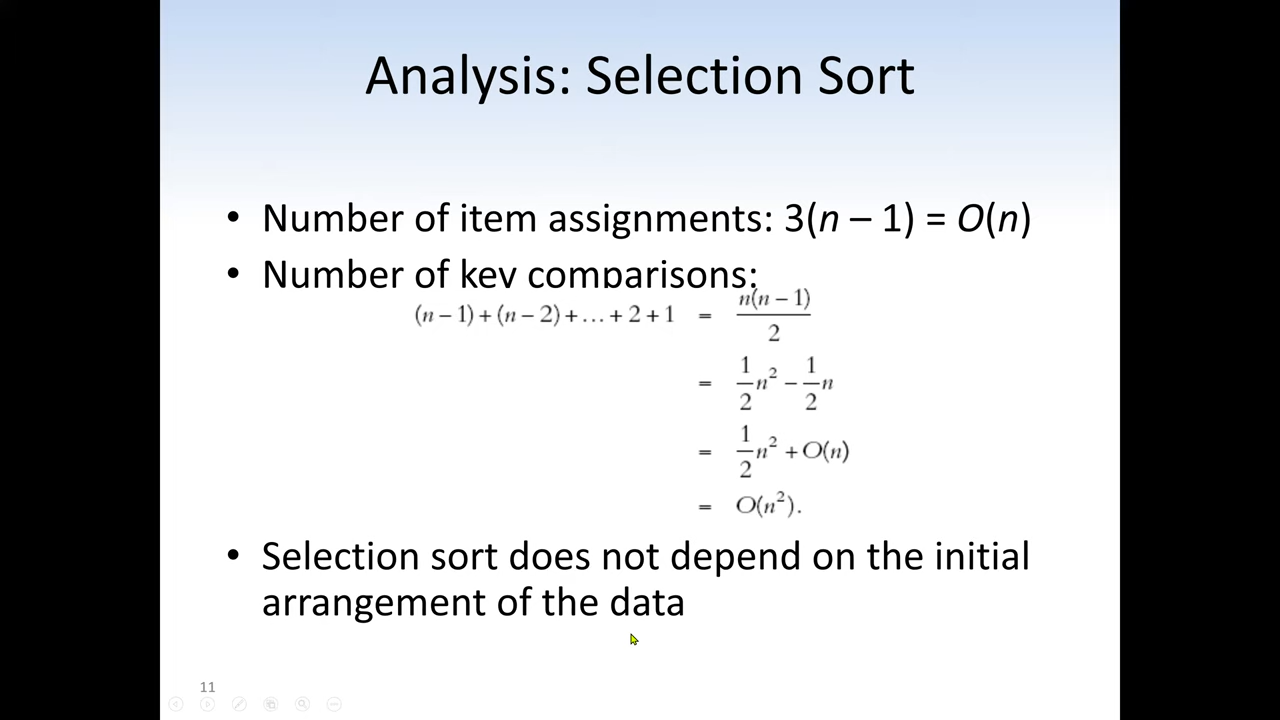 Analysis: Selection Sort
• Number of item assignments: 3(n – 1) = O(n)
• Number of key comparisons:
(n – 1) + (n – 2) + … + 2 + 1 = n(n – 1)/2
= 1/2 n² – 1/2 n
= 1/2 n² + O(n)
= O(n²).
• Selection sort does not depend on the initial
arrangement of the data
11